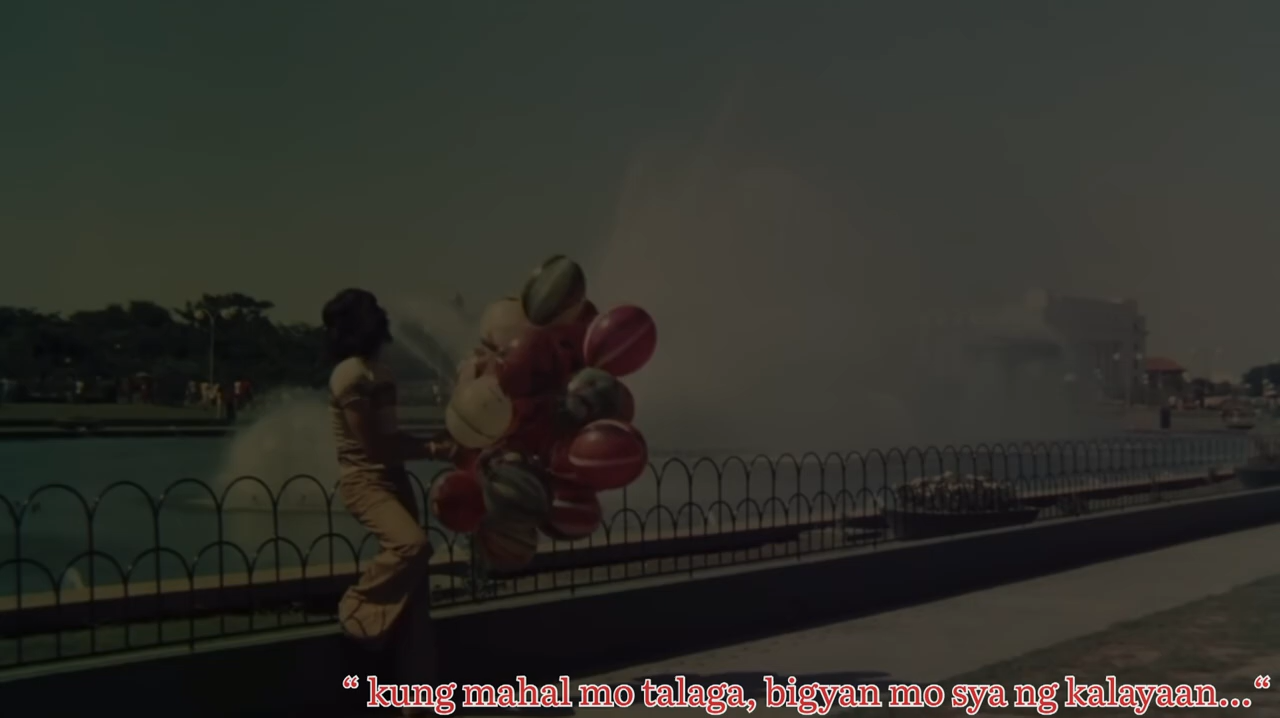 “ kung mahal mo talaga, bigyan mo sya ng kalayaan...“